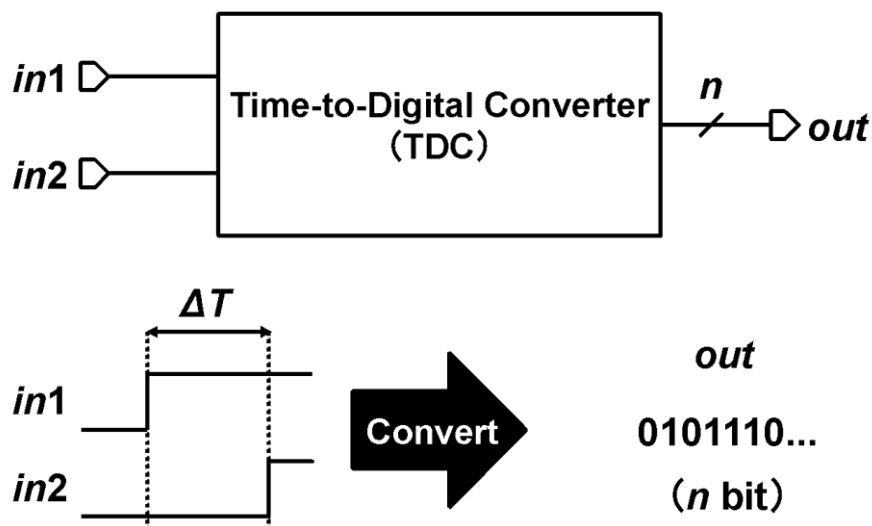 in1
in2
Time-to-Digital Converter
（TDC）
n
out
ΔT
in1
in2
Convert
out
0101110...
（n bit）